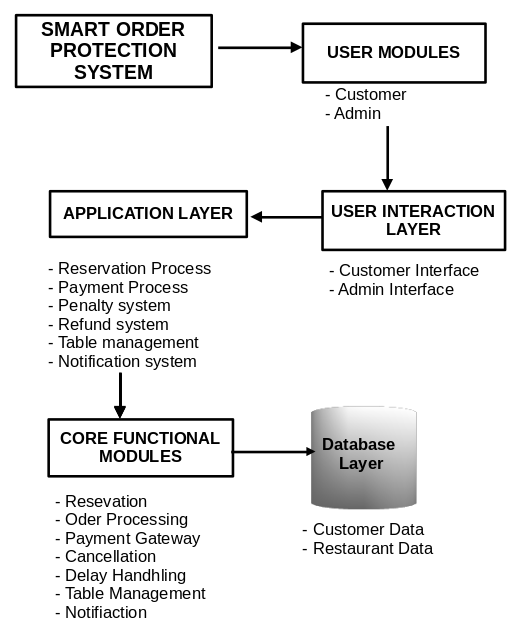 SMART ORDER
PROTECTION
SYSTEM
USER MODULES
- Customer
- Admin
USER INTERACTION
LAYER
- Customer Interface
- Admin Interface
APPLICATION LAYER
- Reservation Process
- Payment Process
- Penalty system
- Refund system
- Table management
- Notification system
CORE FUNCTIONAL
MODULES
- Resevation
- Oder Processing
- Payment Gateway
- Cancellation
- Delay Handhling
- Table Management
- Notifiaction
Database
Layer
- Customer Data
- Restaurant Data